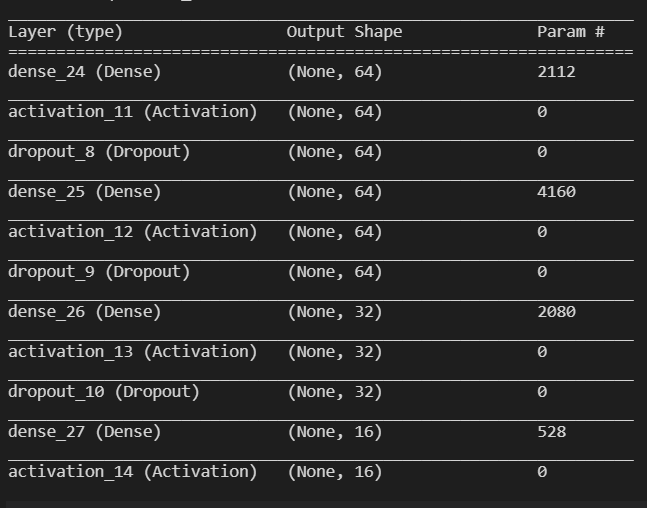 Layer (type) Output Shape Param #
=================================================================
dense_24 (Dense) (None, 64) 2112
activation_11 (Activation) (None, 64) 0
dropout_8 (Dropout) (None, 64) 0
dense_25 (Dense) (None, 64) 4160
activation_12 (Activation) (None, 64) 0
dropout_9 (Dropout) (None, 64) 0
dense_26 (Dense) (None, 32) 2080
activation_13 (Activation) (None, 32) 0
dropout_10 (Dropout) (None, 32) 0
dense_27 (Dense) (None, 16) 528
activation_14 (Activation) (None, 16) 0